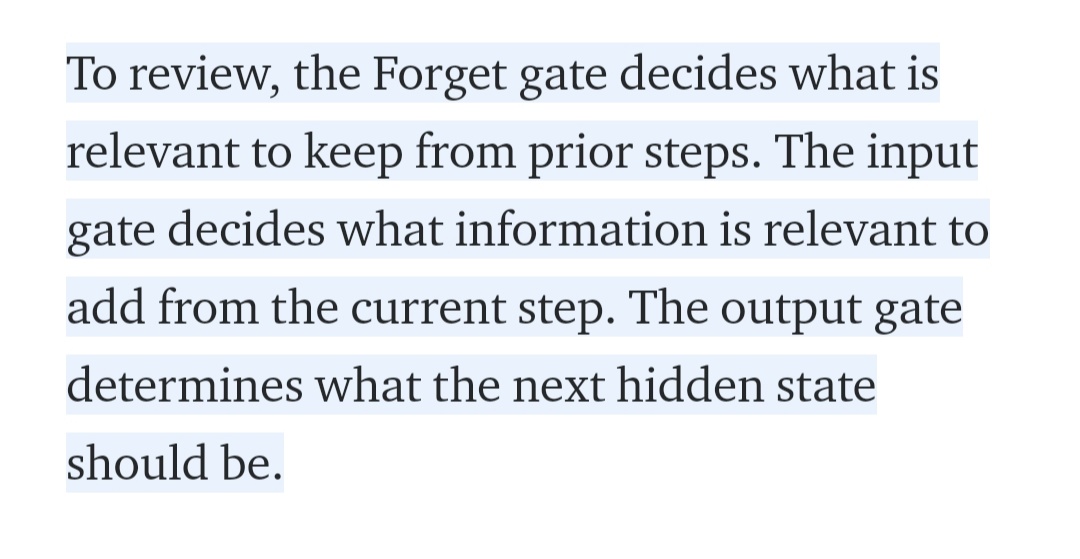 To review, the Forget gate decides what is
relevant to keep from prior steps. The input
gate decides what information is relevant to
add from the current step. The output gate
determines what the next hidden state
should be.